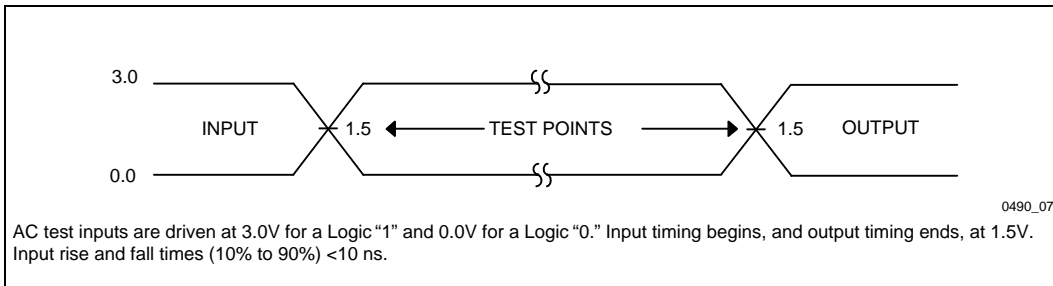 3.0
INPUT 1.5 TEST POINTS 1.5 OUTPUT
0.0
0490_07
AC test inputs are driven at 3.0V for a Logic “1” and 0.0V for a Logic “0.” Input timing begins, and output timing ends, at 1.5V.
Input rise and fall times (10% to 90%) <10 ns.